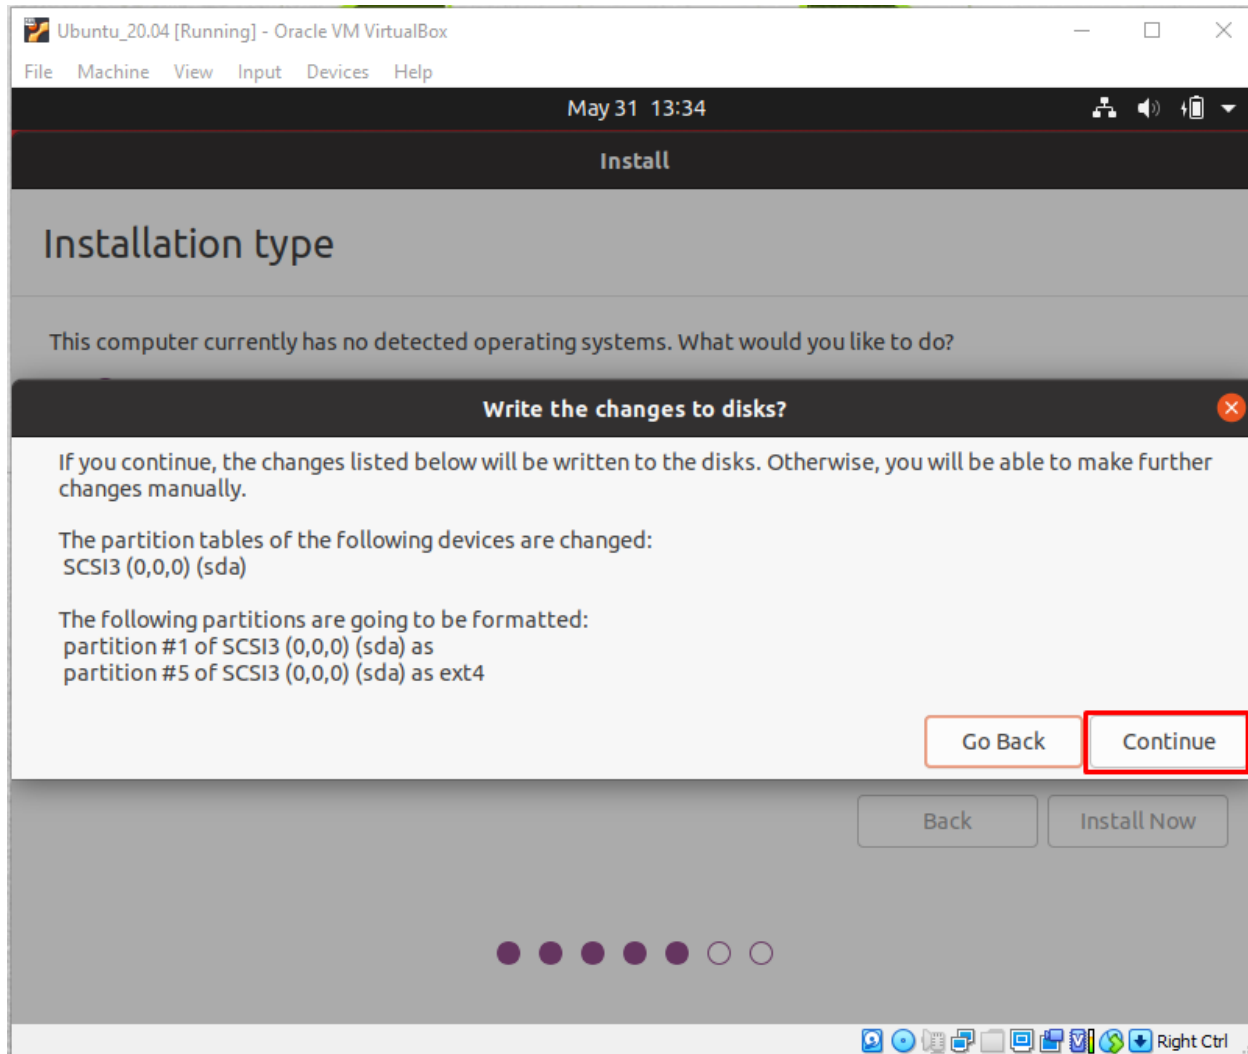 Ubuntu_20.04 [Running] - Oracle VM VirtualBox
File Machine View Input Devices Help
May 31 13:34
Install
Installation type
This computer currently has no detected operating systems. What would you like to do?
Write the changes to disks?
If you continue, the changes listed below will be written to the disks. Otherwise, you will be able to make further
changes manually.
The partition tables of the following devices are changed:
SCSI3 (0,0,0) (sda)
The following partitions are going to be formatted:
partition #1 of SCSI3 (0,0,0) (sda) as
partition #5 of SCSI3 (0,0,0) (sda) as ext4
Go Back Continue
Back Install Now
Right Ctrl